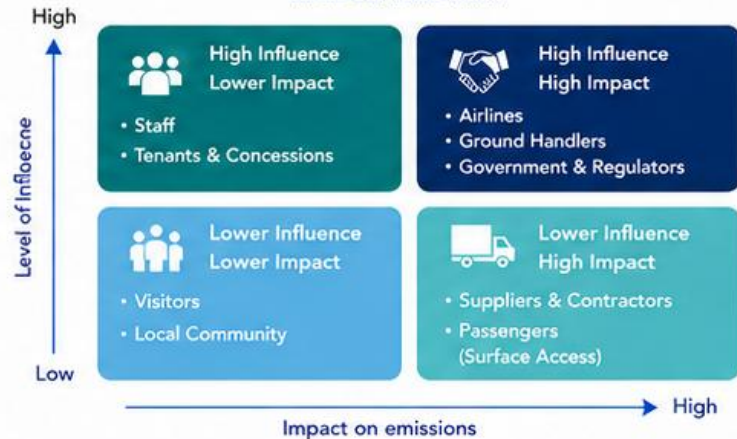 High
High Influence
Lower Impact
• Staff
• Tenants & Concessions
High Influence
High Impact
• Airlines
• Ground Handlers
• Government & Regulators
Level of Infloecne
Lower Influence
Lower Impact
• Visitors
• Local Community
Lower Influence
High Impact
• Suppliers & Contractors
• Passengers
(Surface Access)
Low
High
Impact on emissions